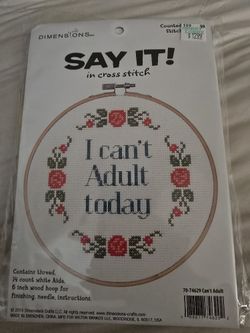 DIMENSIONS
Counted
Stitch
SAY IT!
in cross stitch
I can't
Adult
today
Contains thread,
14 count white Aida,
6 inch wood hoop for
finishing, needle, instructions.
70-74629 Can't Adult